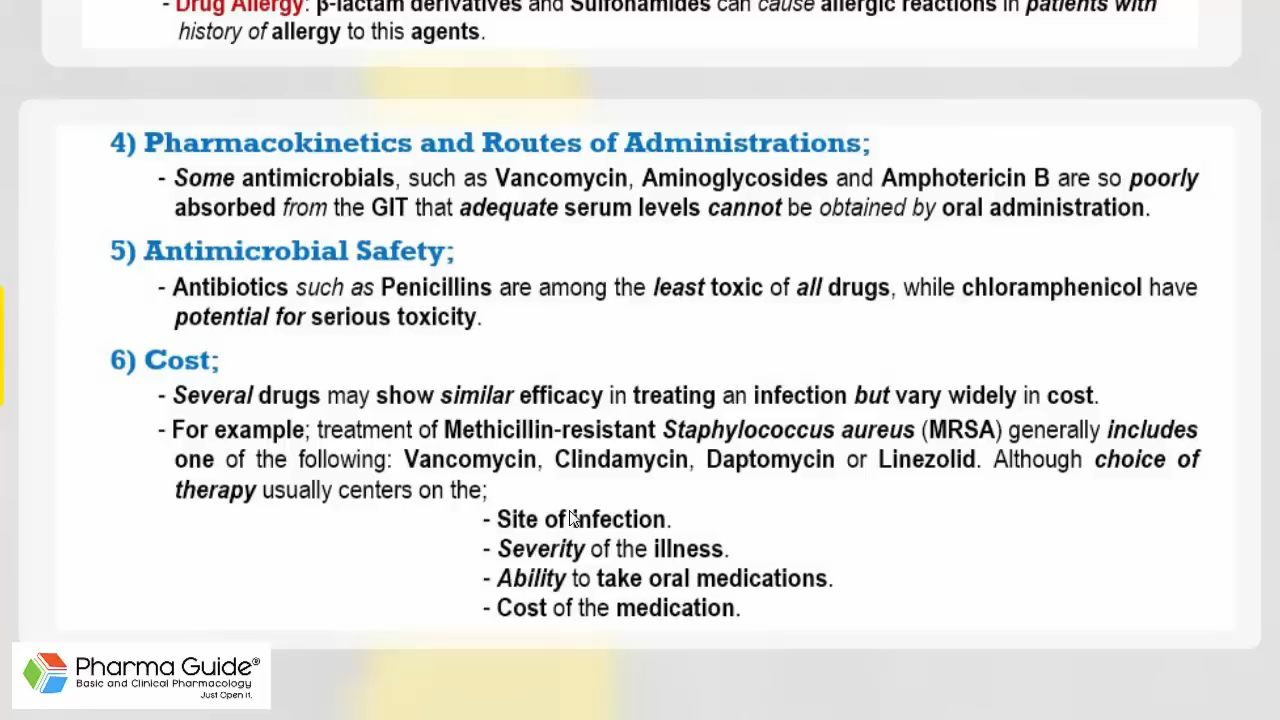 - Drug Allergy: β-lactam derivatives and Sulfonamides can cause allergic reactions in patients with
history of allergy to this agents.
4) Pharmacokinetics and Routes of Administrations;
- Some antimicrobials, such as Vancomycin, Aminoglycosides and Amphotericin B are so poorly
absorbed from the GIT that adequate serum levels cannot be obtained by oral administration.
5) Antimicrobial Safety;
- Antibiotics such as Penicillins are among the least toxic of all drugs, while chloramphenicol have
potential for serious toxicity.
6) Cost;
- Several drugs may show similar efficacy in treating an infection but vary widely in cost.
- For example; treatment of Methicillin-resistant Staphylococcus aureus (MRSA) generally includes
one of the following: Vancomycin, Clindamycin, Daptomycin or Linezolid. Although choice of
therapy usually centers on the;
- Site of infection.
- Severity of the illness.
- Ability to take oral medications.
- Cost of the medication.
Pharma Guide®
Basic and Clinical Pharmacology
Just Open it.